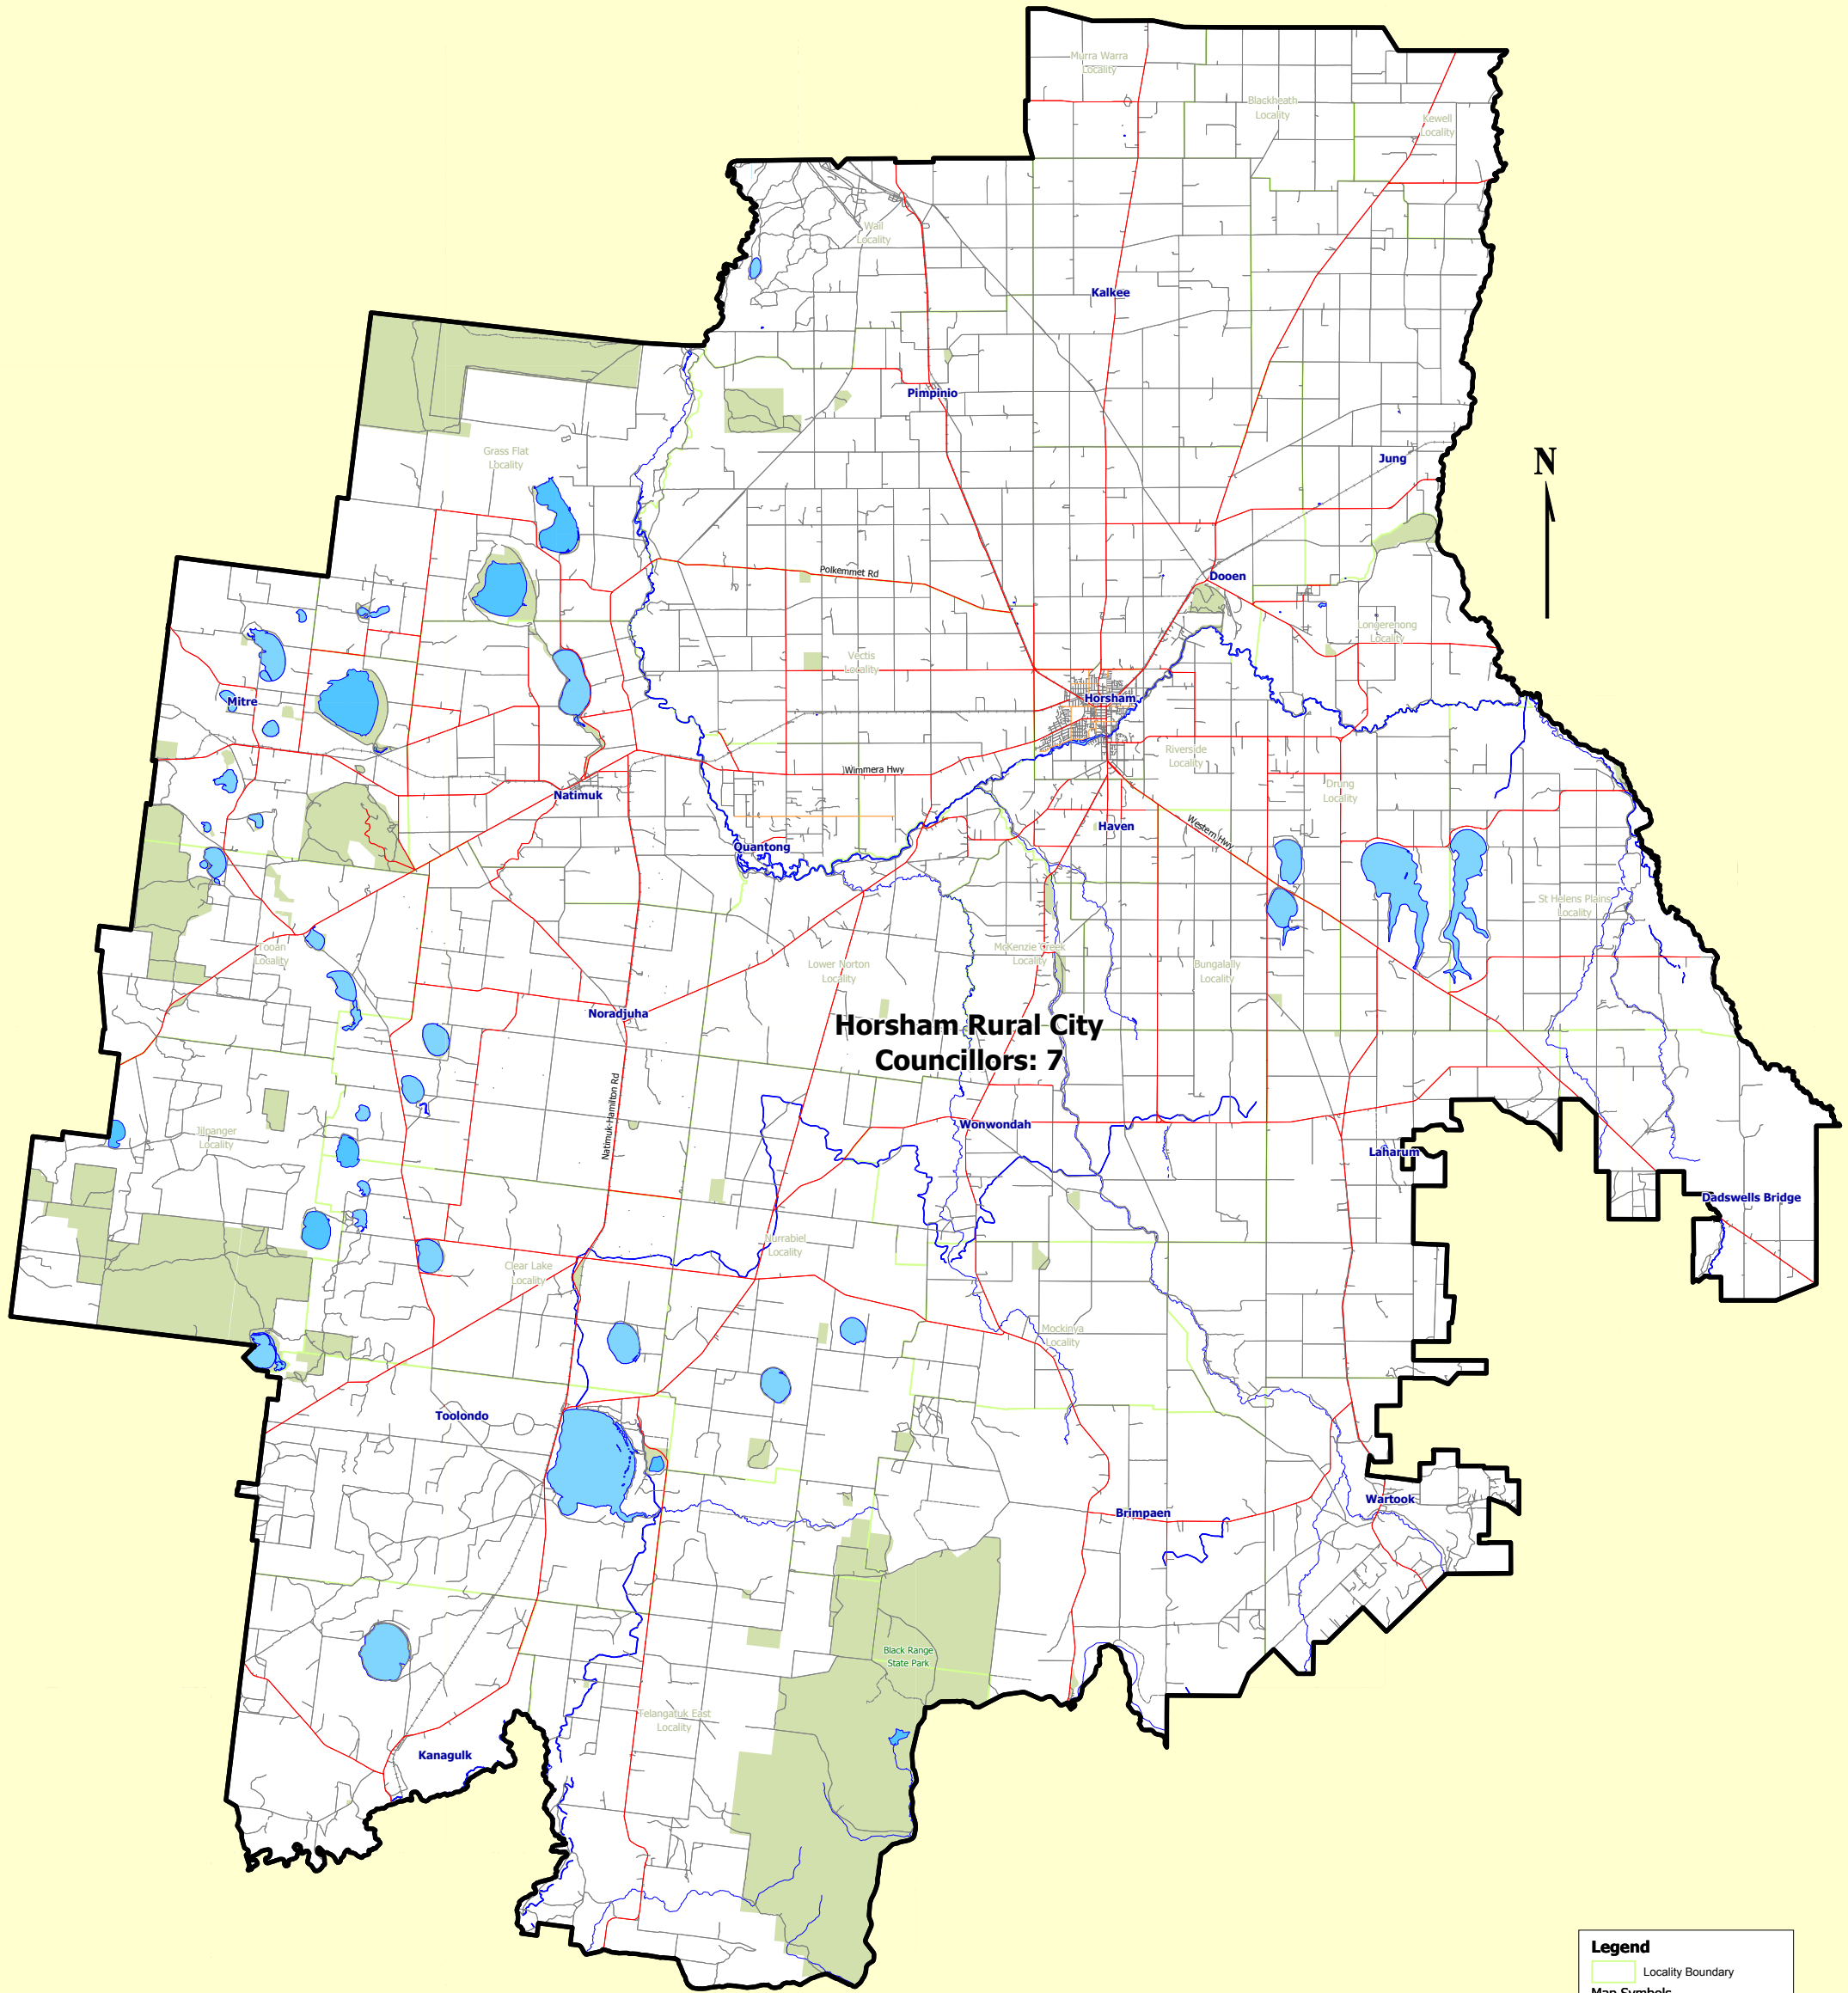 Murra Warra
Locality
Blackheath
Locality
Kewell
Locality
Wail
Locality
Kalkee
Pimpinio
Grass Flat
Locality
Jung
N
Polkemmet Rd
Dooen
Longerenong
Locality
Vectis
Locality
Mitre
Horsham
Riverside
Locality
Wimmera Hwy
Drung
Locality
Natimuk
Western Hwy
Haven
Quantong
St Helens Plains
Locality
Tooan
Locality
McKenzie Creek
Locality
Lower Norton
Locality
Bungalally
Locality
Noradjuha
Horsham Rural City
Councillors: 7
Natimuk-Hamilton Rd
Jilpanger
Locality
Wonwondah
Laharum
Dadswells Bridge
Nurrabiel
Locality
Clear Lake
Locality
Mockinya
Locality
Toolondo
Wartook
Brimpaen
Black Range
State Park
Telangatuk East
Locality
Kanagulk
Legend
Locality Boundary
Map Symbols